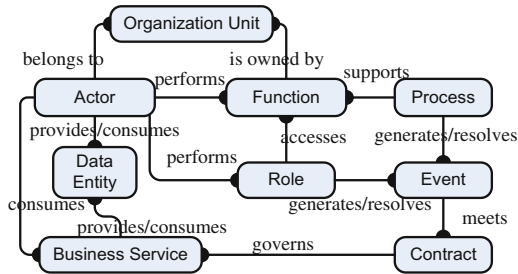 Organization Unit
belongs to
is owned by
performs
supports
Actor
Function
Process
provides/consumes
accesses
generates/resolves
Data
Entity
performs
Role
Event
consumes
generates/resolves
provides/consumes
meets
Business Service
governs
Contract